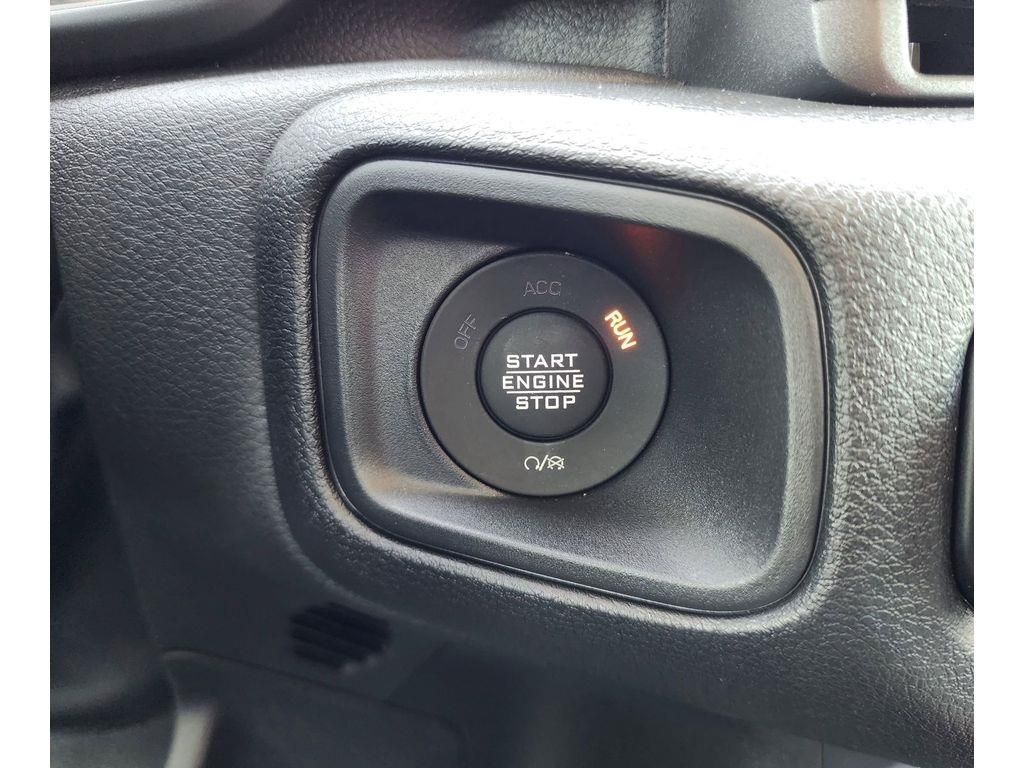 OFF
ACC
RUN
START
ENGINE
STOP